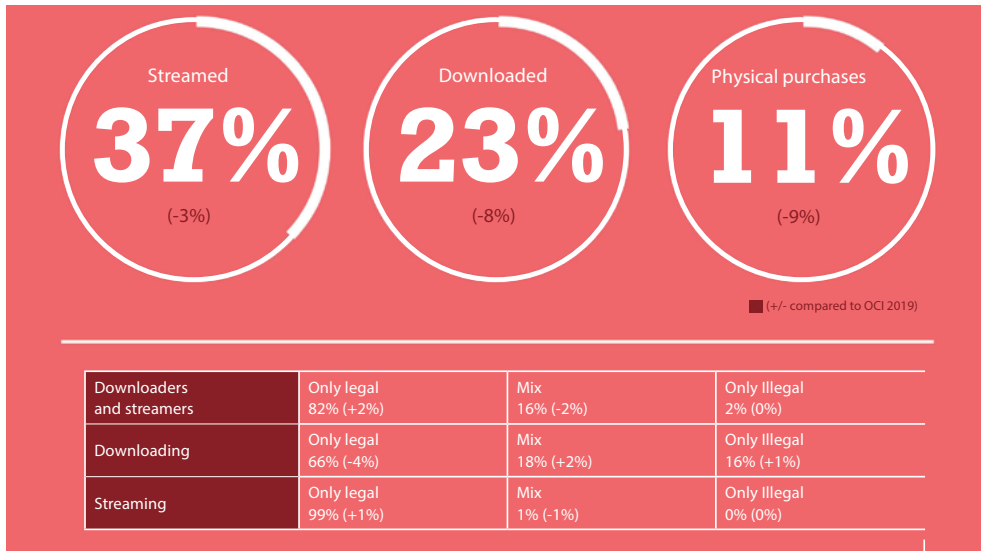 Streamed
37%
(-3%)
Downloaded
23%
(-8%)
Physical purchases
11%
(-9%)
(+/- compared to OCI 2019)
Downloaders
and streamers
Only legal
82% (+2%)
Mix
16% (-2%)
Only Illegal
2% (0%)
Downloading
Only legal
66% (-4%)
Mix
18% (+2%)
Only Illegal
16% (+1%)
Streaming
Only legal
99% (+1%)
Mix
1% (-1%)
Only Illegal
0% (0%)